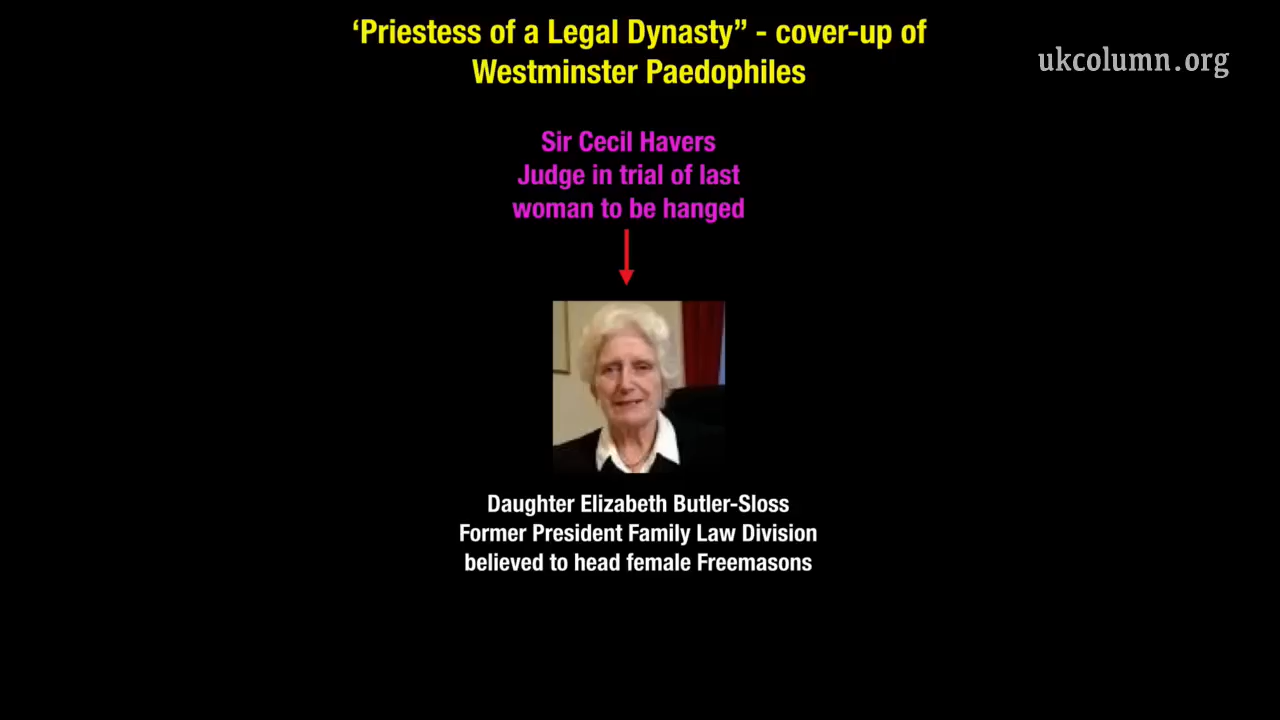 ‘Priestess of a Legal Dynasty” - cover-up of
Westminster Paedophiles
ukcolumn.org
Sir Cecil Havers
Judge in trial of last
woman to be hanged
Daughter Elizabeth Butler-Sloss
Former President Family Law Division
believed to head female Freemasons